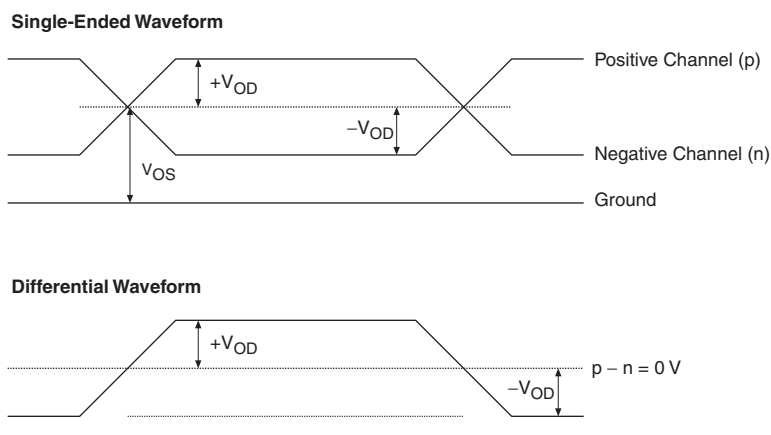 Single-Ended Waveform
Positive Channel (p)
+VOD
−VOD
Negative Channel (n)
VOS
Ground
Differential Waveform
+VOD
p − n = 0 V
−VOD